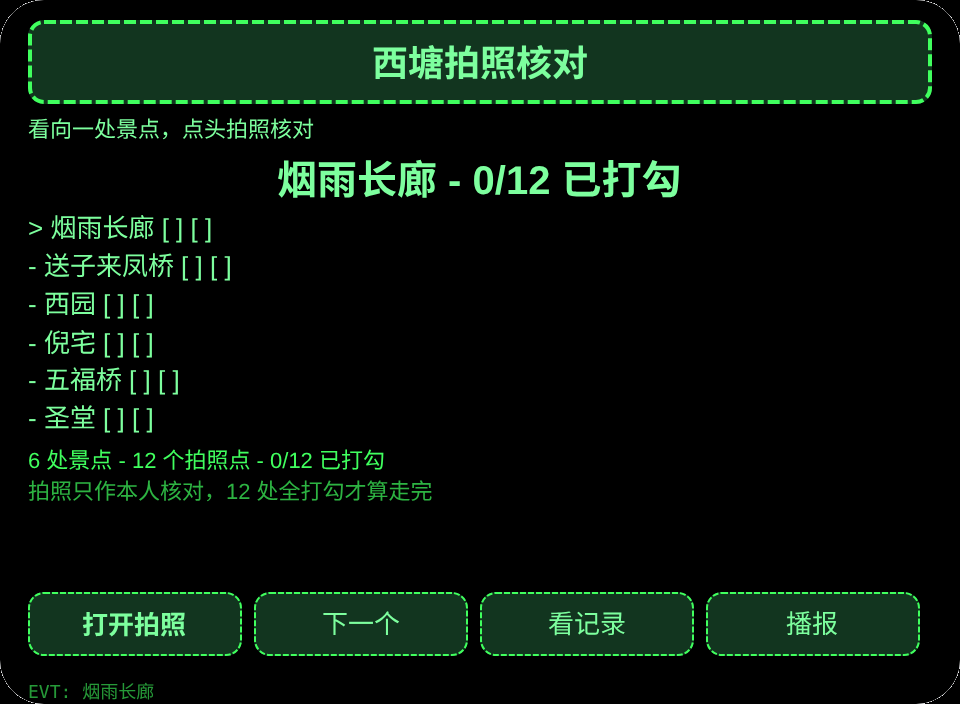 西塘拍照核对
看向一处景点，点头拍照核对
烟雨长廊 - 0/12 已打勾
> 烟雨长廊 [ ] [ ]
- 送子来凤桥 [ ] [ ]
- 西园 [ ] [ ]
- 倪宅 [ ] [ ]
- 五福桥 [ ] [ ]
- 圣堂 [ ] [ ]
6 处景点 - 12 个拍照点 - 0/12 已打勾
拍照只作本人核对，12 处全打勾才算走完
打开拍照
下一个
看记录
播报
EVT: 烟雨长廊